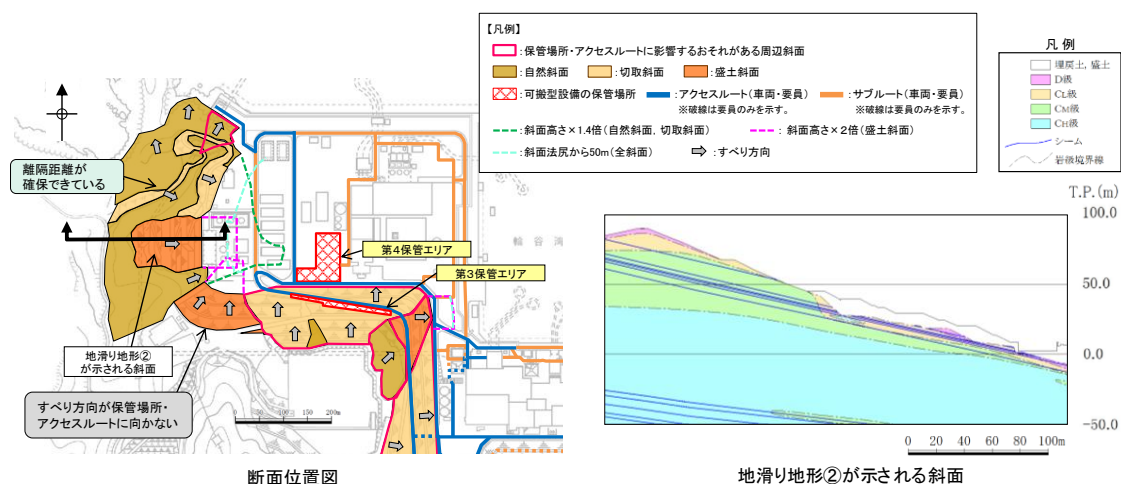 【凡例】
：保管場所・アクセスルートに影響するおそれがある周辺斜面
：自然斜面 ：切取斜面 ：盛土斜面
：可搬型設備の保管場所 ：アクセスルート（車両・要員） ：サブルート（車両・要員）
※破線は要員のみを示す。 ※破線は要員のみを示す。
：斜面高さ×1.4倍（自然斜面，切取斜面） ：斜面高さ×2倍（盛土斜面）
：斜面法尻から50m（全斜面） ：すべり方向
凡例
埋戻土，盛土
D級
CL級
CM級
CH級
シーム
岩級境界線
離隔距離が
確保できている
第4保管エリア
第3保管エリア
輪谷湾
地滑り地形②
が示される斜面
すべり方向が保管場所・
アクセスルートに向かない
0 50 100 150 200m
断面位置図
T.P.(m)
100.0
50.0
0.0
-50.0
0 20 40 60 80 100m
地滑り地形②が示される斜面